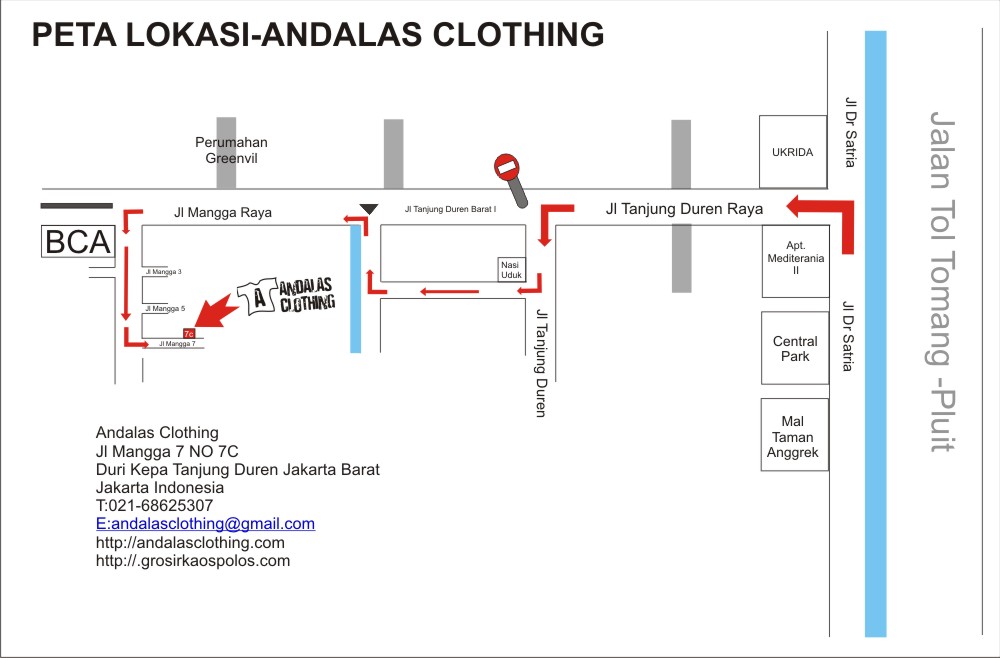 PETA LOKASI-ANDALAS CLOTHING
Perumahan
Greenvil
UKRIDA
Jl Dr Satria
Jalan Tol Tomang -Pluit
Jl Mangga Raya
Jl Tanjung Duren Barat I
Jl Tanjung Duren Raya
BCA
Apt.
Mediterania
II
Nasi
Uduk
Jl Mangga 3
Jl Mangga 5
7c
Jl Mangga 7
A
ANDALAS
CLOTHING
Jl Tanjung Duren
Central
Park
Jl Dr Satria
Mal
Taman
Anggrek
Andalas Clothing
Jl Mangga 7 NO 7C
Duri Kepa Tanjung Duren Jakarta Barat
Jakarta Indonesia
T:021-68625307
E:andalasclothing@gmail.com
http://andalasclothing.com
http://.grosirkaospolos.com